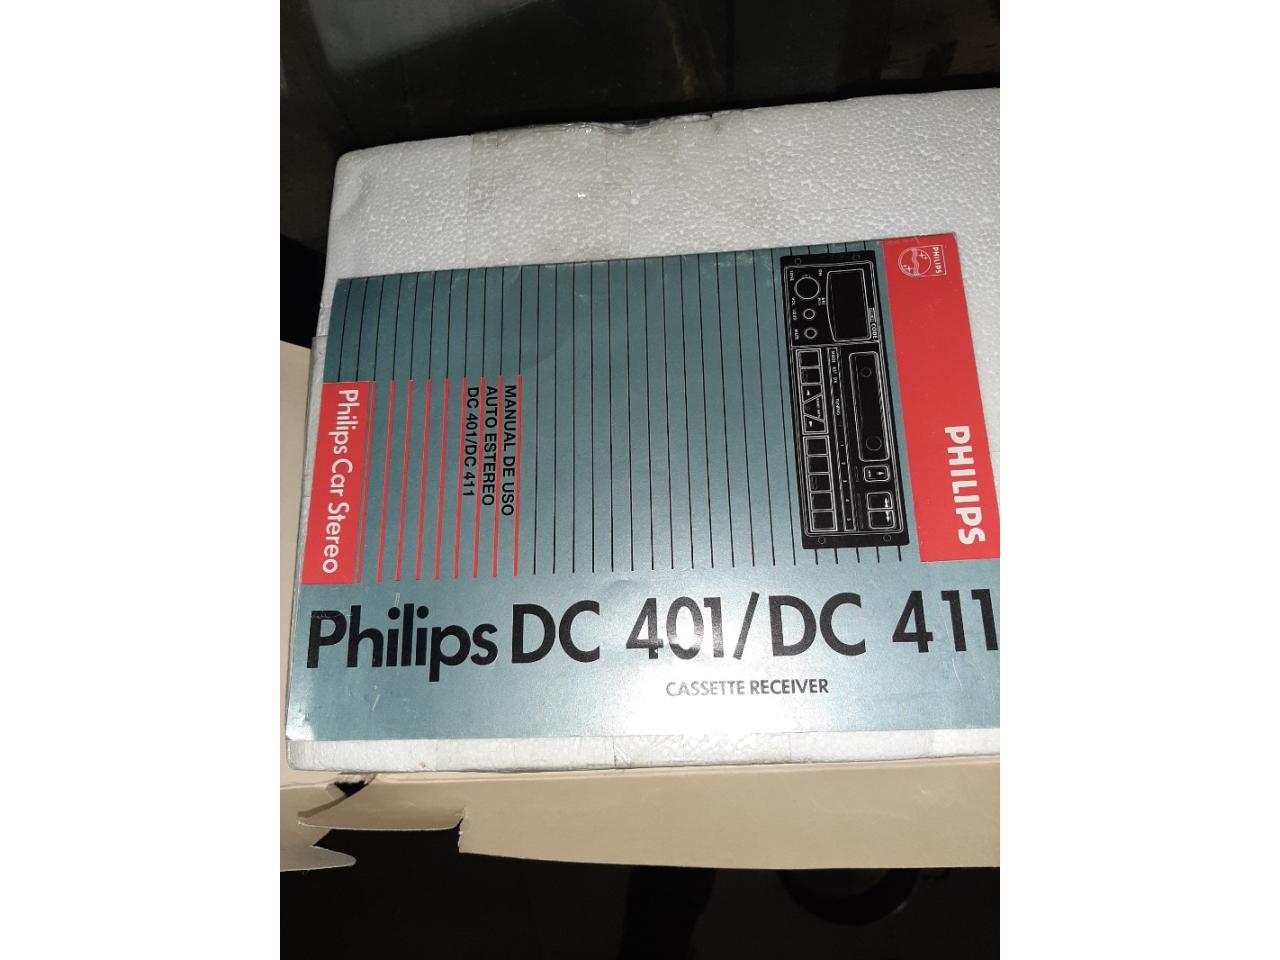 PHILIPS
PHILIPS
MANUAL DE USO
AUTO ESTEREO
DC 401/DC 411
Philips Car Stereo
Philips DC 401/DC 411
CASSETTE RECEIVER